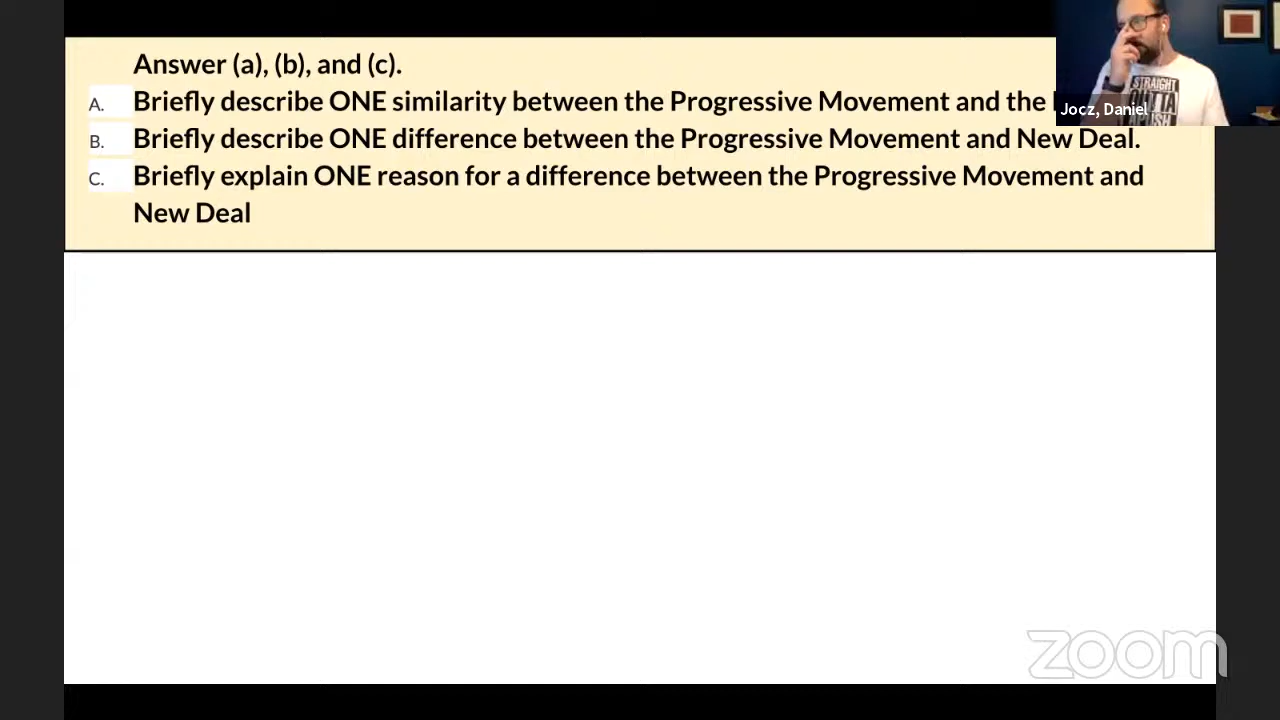 Answer (a), (b), and (c).
A. Briefly describe ONE similarity between the Progressive Movement and the
Jocz, Daniel
B. Briefly describe ONE difference between the Progressive Movement and New Deal.
C. Briefly explain ONE reason for a difference between the Progressive Movement and
New Deal
STRAIGHT
OUTTA
zoom